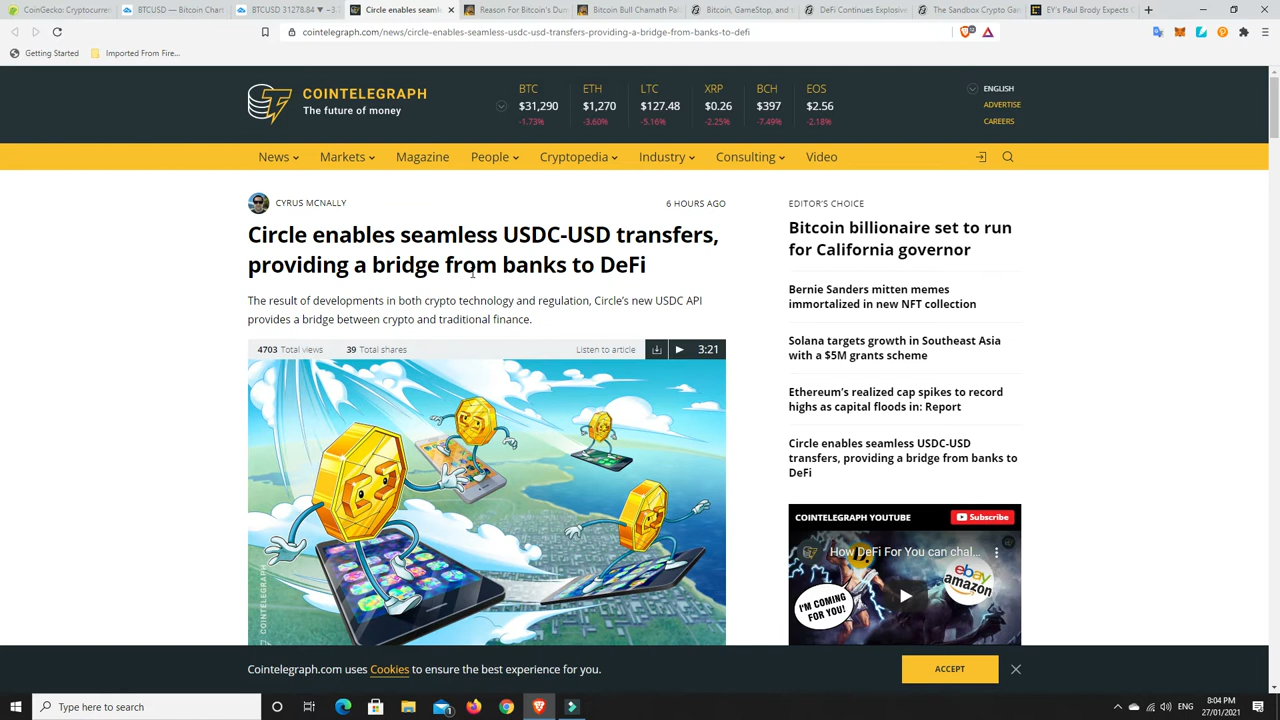 CoinGecko: Cryptocurren
BTCUSD — Bitcoin Chart
BTCUSD 31278.84 ▼ −3.
Circle enables seamle
Reason For Bitcoin's Dum
Bitcoin Bull Chamath Pal
Bitcoin, GameStop, and t
DeFi Continues Explosive
The Sandbox Crypto Gam
EY's Paul Brody Expects C
cointelegraph.com/news/circle-enables-seamless-usdc-usd-transfers-providing-a-bridge-from-banks-to-defi
Getting Started
Imported From Firef
COINTELEGRAPH
The future of money
BTC ETH LTC XRP BCH EOS
$31,290 $1,270 $127.48 $0.26 $397 $2.56
-1.73% -3.60% -5.16% -2.25% -7.49% -2.18%
ENGLISH
ADVERTISE
CAREERS
News Markets Magazine People Cryptopedia Industry Consulting Video
CYRUS MCNALLY
6 HOURS AGO
Circle enables seamless USDC-USD transfers,
providing a bridge from banks to DeFi
The result of developments in both crypto technology and regulation, Circle's new USDC API
provides a bridge between crypto and traditional finance.
4703 Total views 39 Total shares Listen to article 3:21
COINTELEGRAPH
EDITOR'S CHOICE
Bitcoin billionaire set to run
for California governor
Bernie Sanders mitten memes
immortalized in new NFT collection
Solana targets growth in Southeast Asia
with a $5M grants scheme
Ethereum's realized cap spikes to record
highs as capital floods in: Report
Circle enables seamless USDC-USD
transfers, providing a bridge from banks to
DeFi
COINTELEGRAPH YOUTUBE
Subscribe
How DeFi For You can chal...
ebay
amazon
I'M COMING
FOR YOU!
Cointelegraph.com uses Cookies to ensure the best experience for you.
ACCEPT
Type here to search
ENG
8:04 PM
27/01/2021